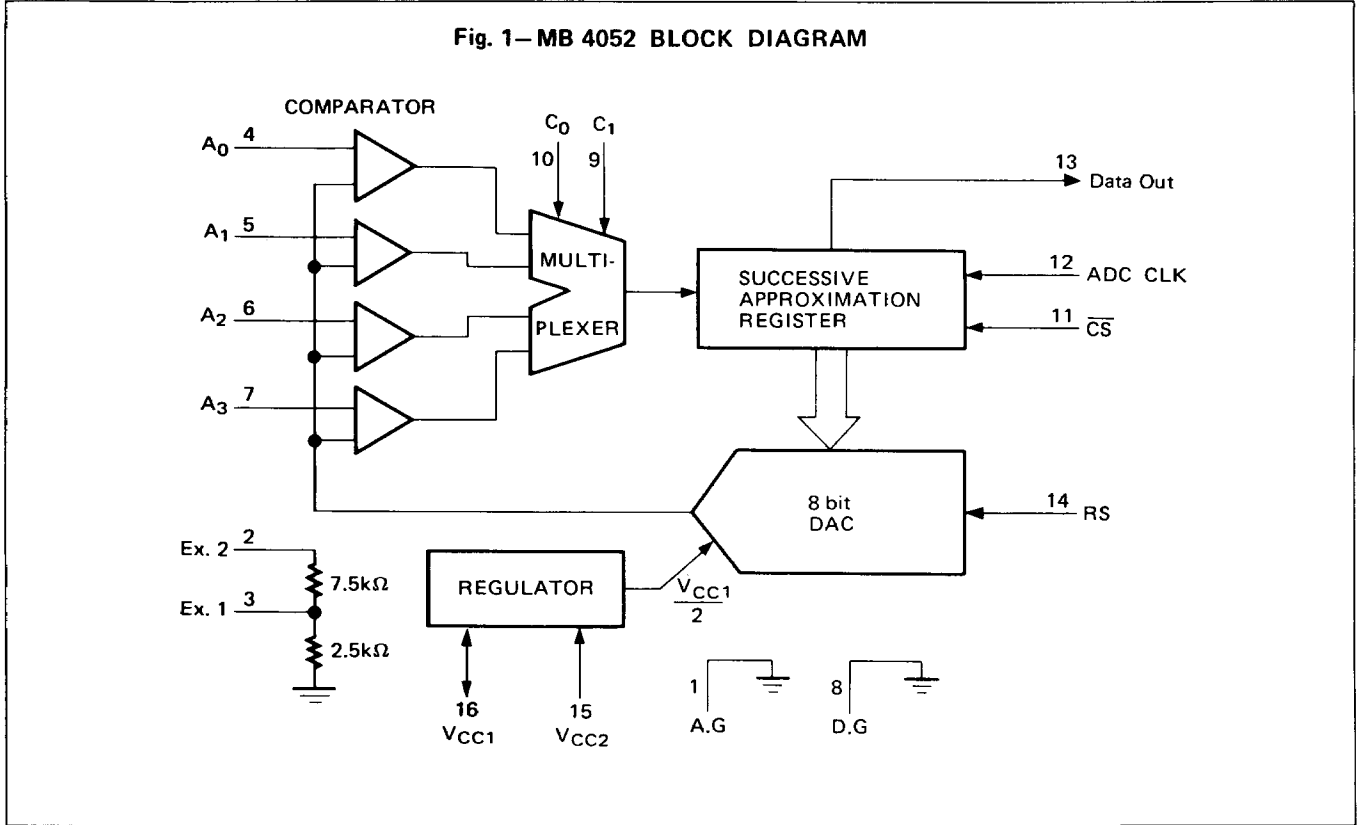 Fig. 1—MB 4052 BLOCK DIAGRAM
COMPARATOR
A0 4
A1 5
A2 6
A3 7
C0 C1
10 9
MULTI-
PLEXER
SUCCESSIVE
APPROXIMATION
REGISTER
13 Data Out
12 ADC CLK
11 C̅S̅
8 bit
DAC
14 RS
Ex. 2 2
7.5kΩ
Ex. 1 3
2.5kΩ
REGULATOR
VCC1
2
16
VCC1
15
VCC2
1
A.G
8
D.G